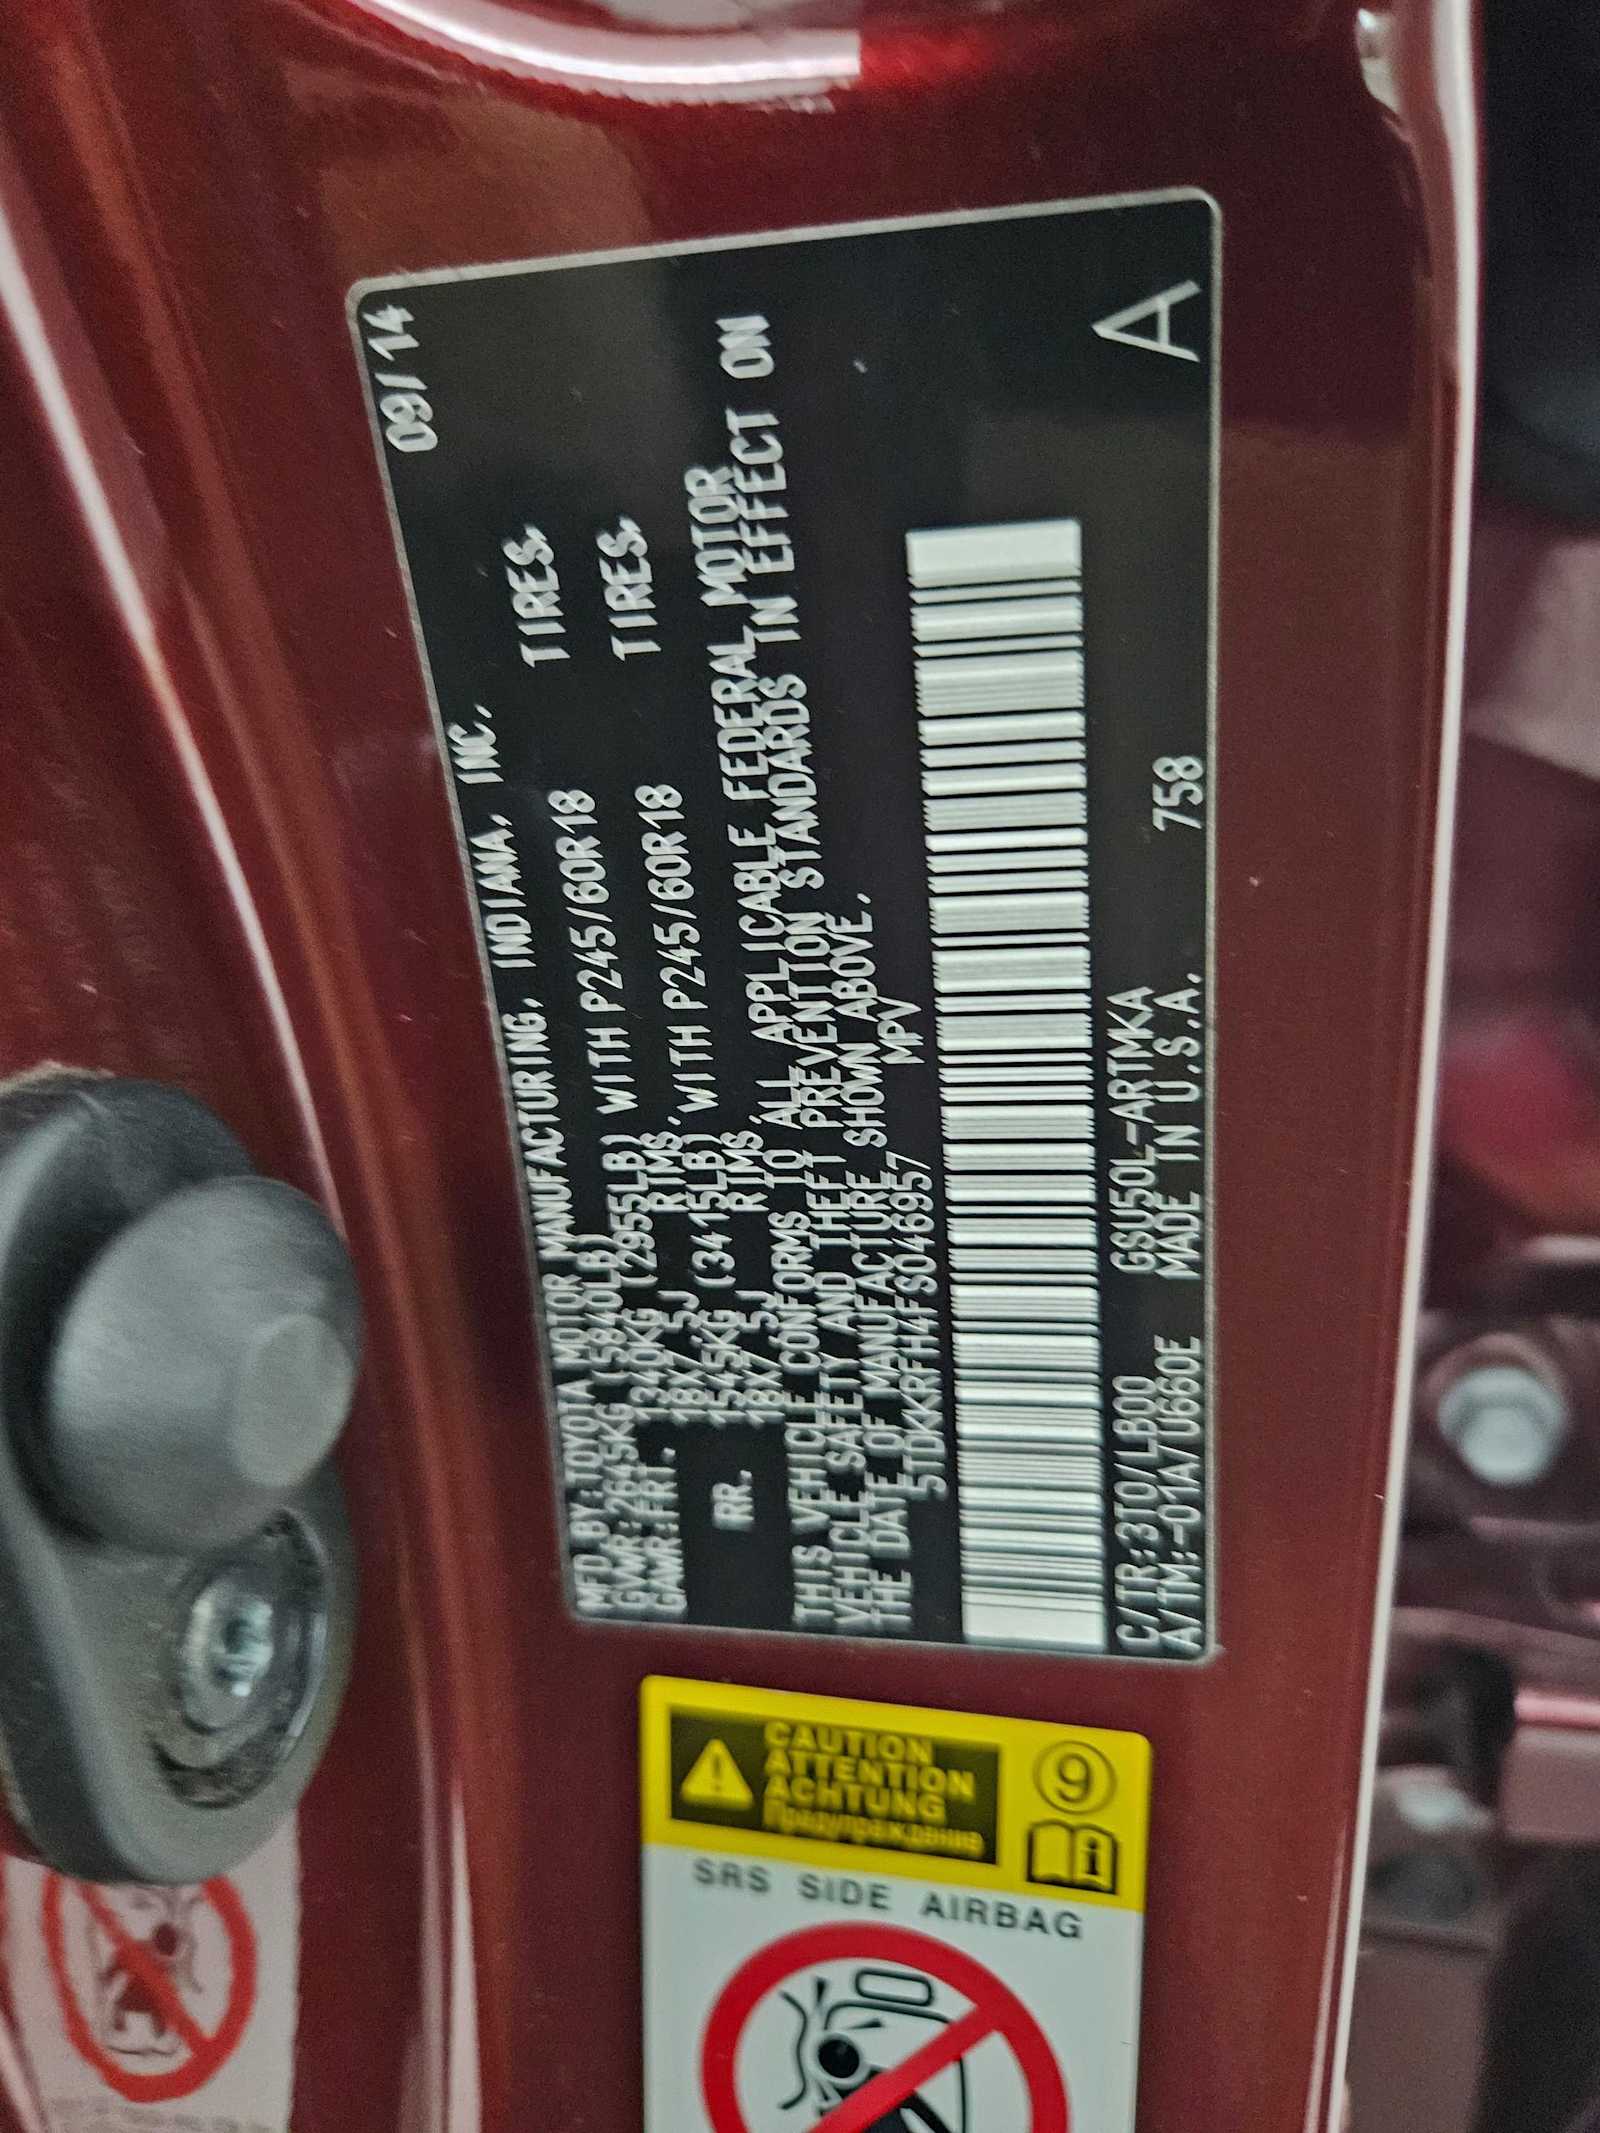 MFD BY:TOYOTA MOTOR MANUFACTURING, INDIANA, INC. 09/14
GVWR:2645KG (5840LB)
GAWR:FRT. 1340KG (2955LB) WITH P245/60R18 TIRES,
18X7.5J RIMS,
RR. 1545KG (3415LB) WITH P245/60R18 TIRES,
18X7.5J RIMS,
THIS VEHICLE CONFORMS TO ALL APPLICABLE FEDERAL MOTOR
VEHICLE SAFETY AND THEFT PREVENTION STANDARDS IN EFFECT ON
THE DATE OF MANUFACTURE SHOWN ABOVE.
5TDKKRFH4FS046957 MPV
C/TR:3T0/LB00 GSU50L-ARTMKA
A/TM:-01A/U660E MADE IN U.S.A. 758 A
CAUTION
ATTENTION
ACHTUNG
Предупреждение
9
i
SRS SIDE AIRBAG